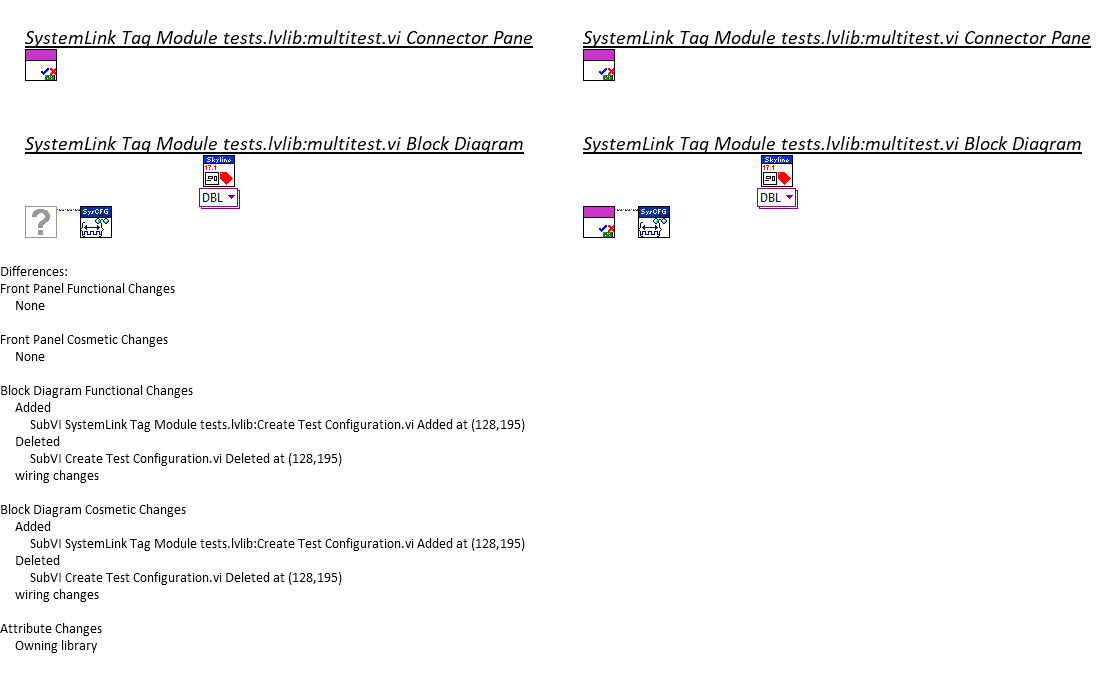 SystemLink Tag Module tests.lvlib:multitest.vi Connector Pane
SystemLink Tag Module tests.lvlib:multitest.vi Connector Pane
SystemLink Tag Module tests.lvlib:multitest.vi Block Diagram
SystemLink Tag Module tests.lvlib:multitest.vi Block Diagram
Skyline
17.1
DBL
?
SysCFG
Skyline
17.1
DBL
SysCFG
Differences:
Front Panel Functional Changes
None
Front Panel Cosmetic Changes
None
Block Diagram Functional Changes
Added
SubVI SystemLink Tag Module tests.lvlib:Create Test Configuration.vi Added at (128,195)
Deleted
SubVI Create Test Configuration.vi Deleted at (128,195)
wiring changes
Block Diagram Cosmetic Changes
Added
SubVI SystemLink Tag Module tests.lvlib:Create Test Configuration.vi Added at (128,195)
Deleted
SubVI Create Test Configuration.vi Deleted at (128,195)
wiring changes
Attribute Changes
Owning library